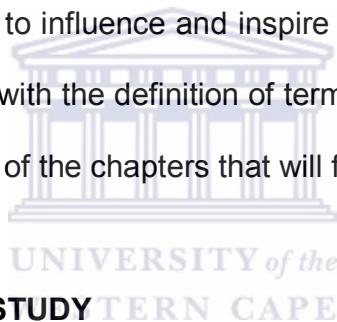 to influence and inspire
with the definition of term
of the chapters that will f
UNIVERSITY of the
STUDY
WESTERN CAPE